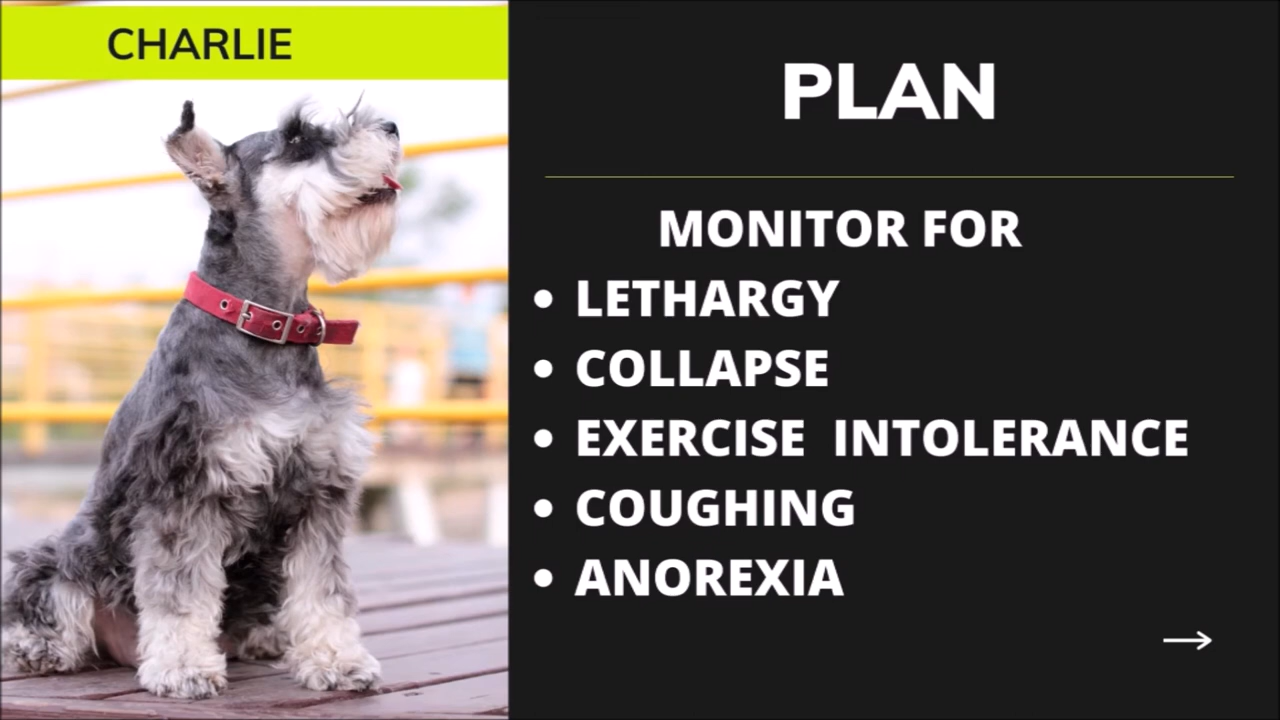 CHARLIE
PLAN
MONITOR FOR
• LETHARGY
• COLLAPSE
• EXERCISE INTOLERANCE
• COUGHING
• ANOREXIA